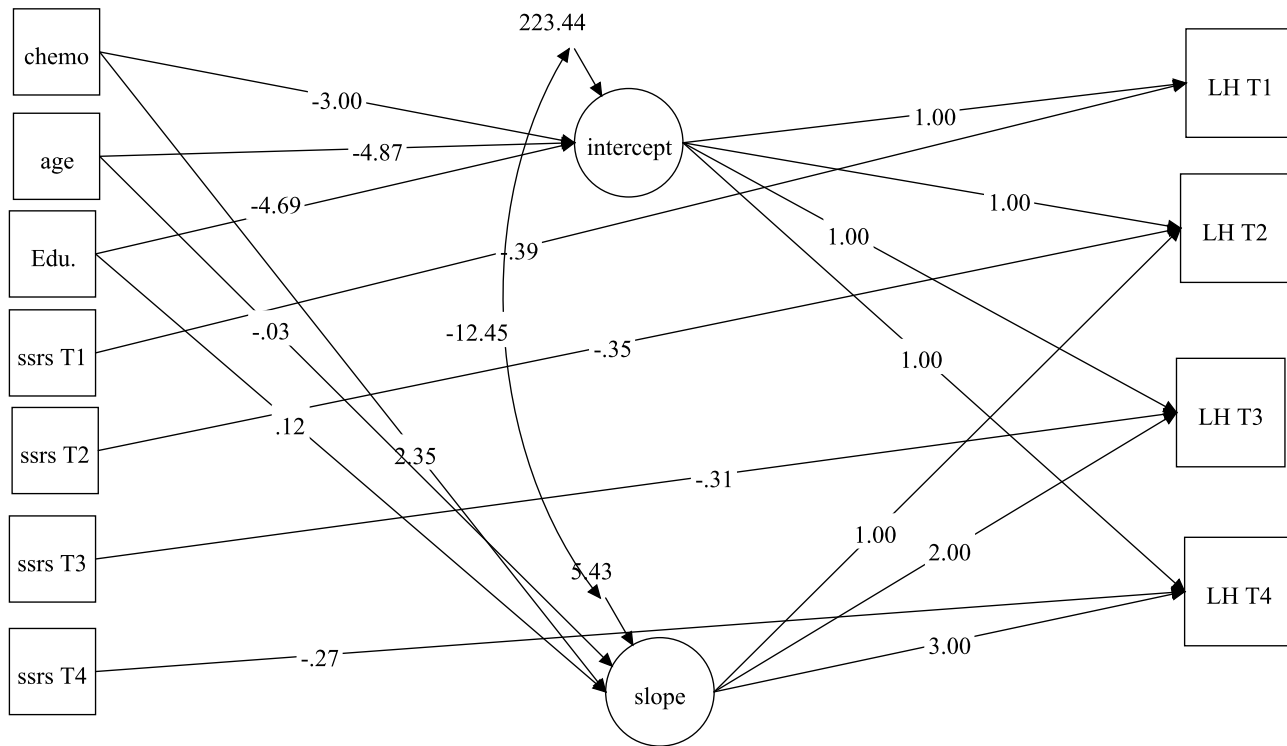 223.44
chemo
-3.00
LH T1
1.00
intercept
age
-4.87
-4.69
1.00
LH T2
Edu.
1.00
-.39
-.03
-12.45
-.35
ssrs T1
1.00
.12
LH T3
ssrs T2
2.35
-.31
1.00
2.00
ssrs T3
5.43
LH T4
-.27
3.00
ssrs T4
slope